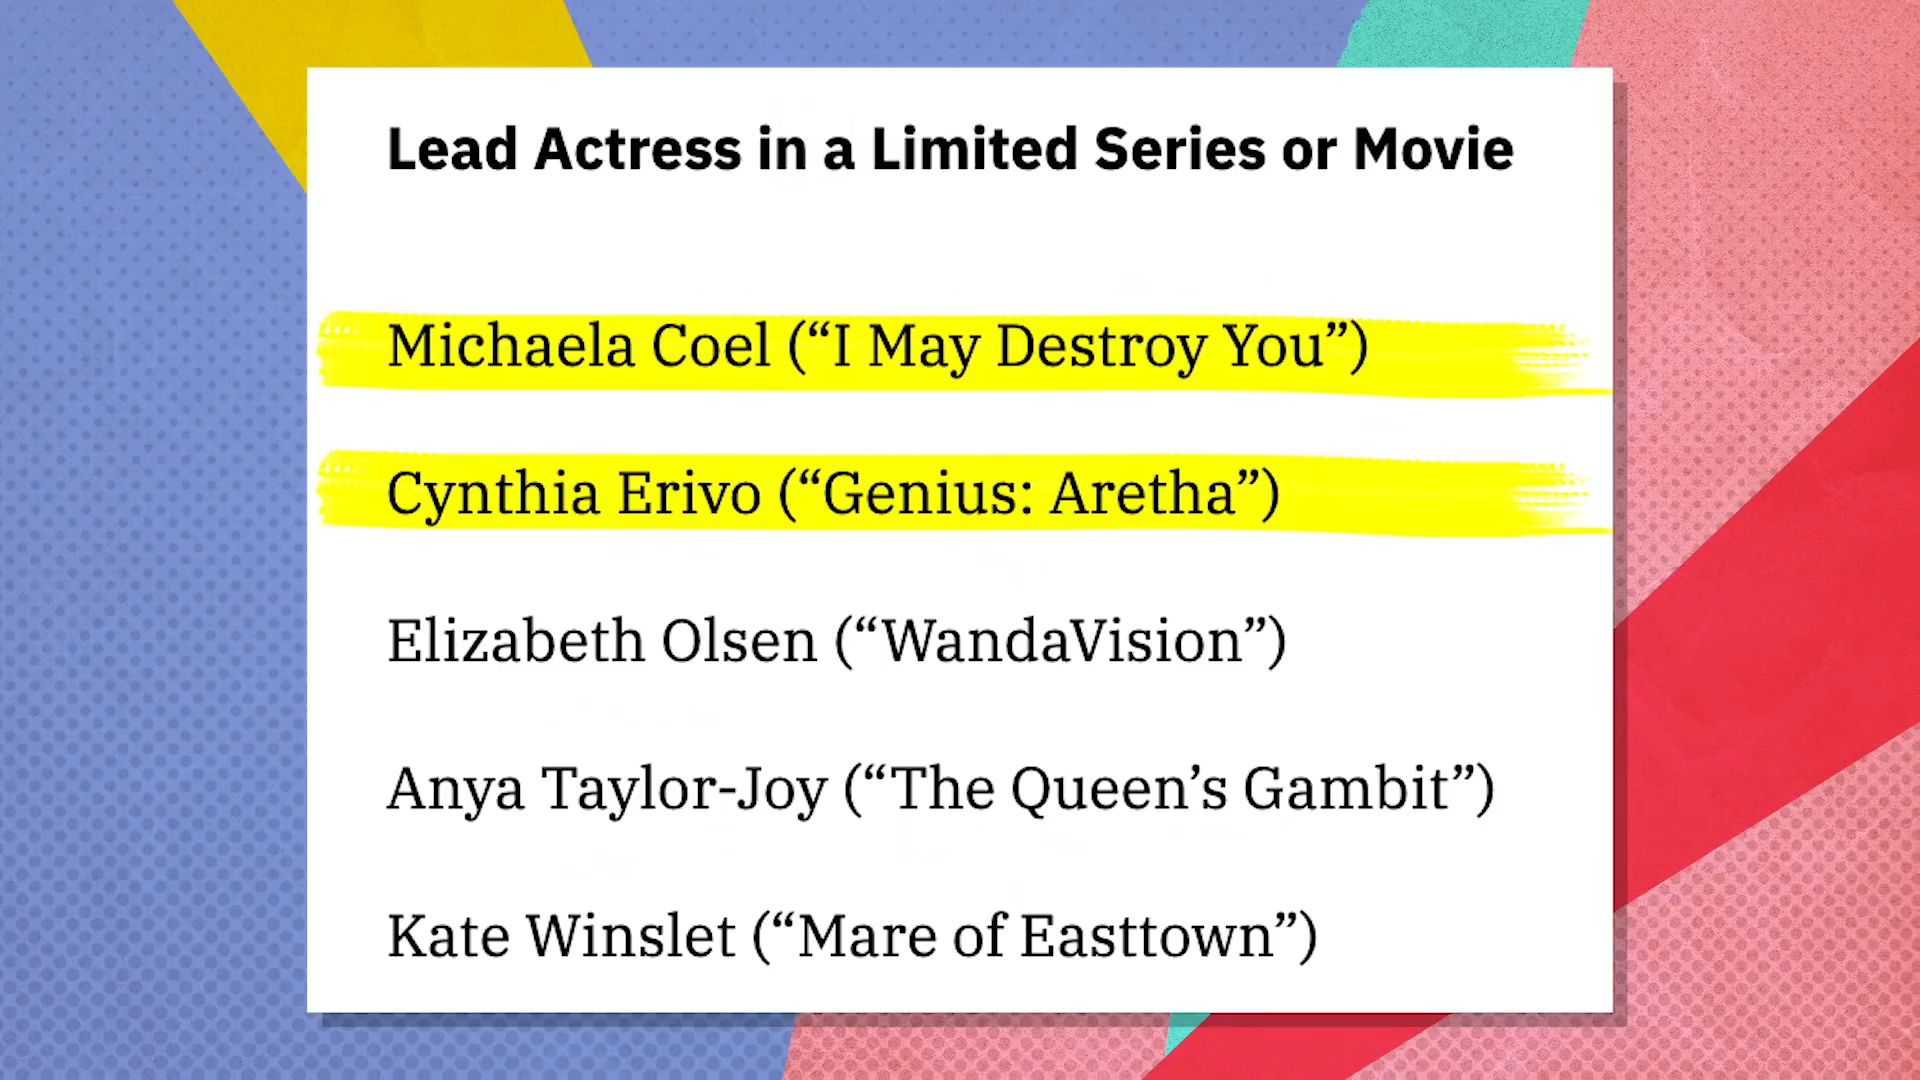 Lead Actress in a Limited Series or Movie
Michaela Coel (“I May Destroy You”)
Cynthia Erivo (“Genius: Aretha”)
Elizabeth Olsen (“WandaVision”)
Anya Taylor-Joy (“The Queen’s Gambit”)
Kate Winslet (“Mare of Easttown”)